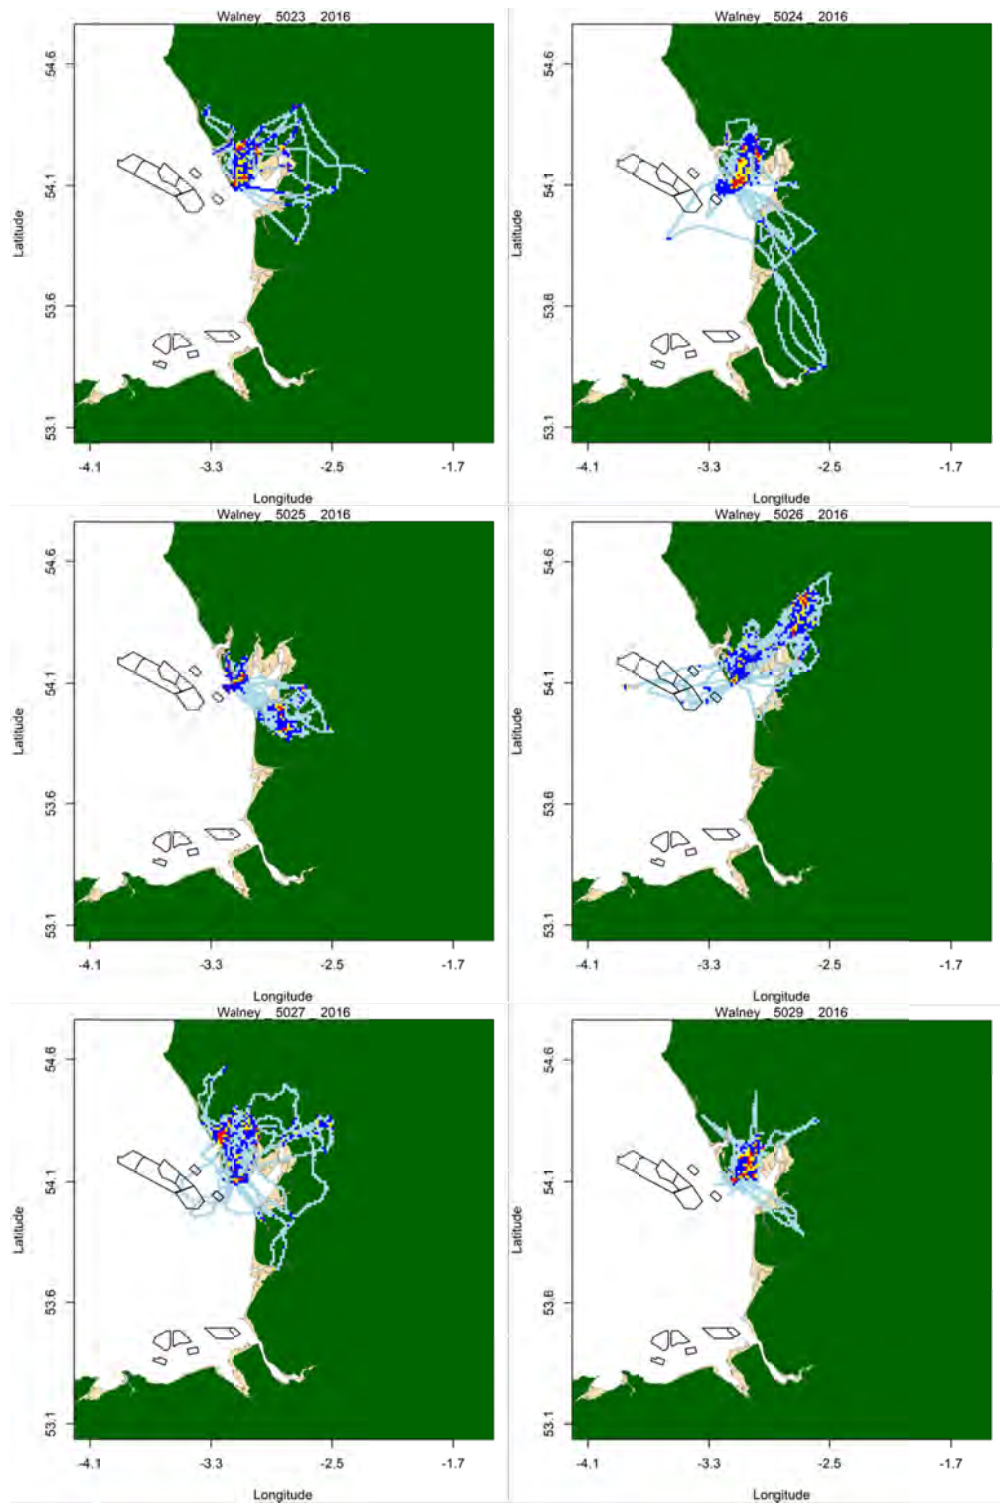 Walney _ 5023 _ 2016
Latitude
54.6
54.1
53.6
53.1
-4.1 -3.3 -2.5 -1.7
Longitude
Walney _ 5024 _ 2016
Latitude
54.6
54.1
53.6
53.1
-4.1 -3.3 -2.5 -1.7
Longitude
Walney _ 5025 _ 2016
Latitude
54.6
54.1
53.6
53.1
-4.1 -3.3 -2.5 -1.7
Longitude
Walney _ 5026 _ 2016
Latitude
54.6
54.1
53.6
53.1
-4.1 -3.3 -2.5 -1.7
Longitude
Walney _ 5027 _ 2016
Latitude
54.6
54.1
53.6
53.1
-4.1 -3.3 -2.5 -1.7
Longitude
Walney _ 5029 _ 2016
Latitude
54.6
54.1
53.6
53.1
-4.1 -3.3 -2.5 -1.7
Longitude